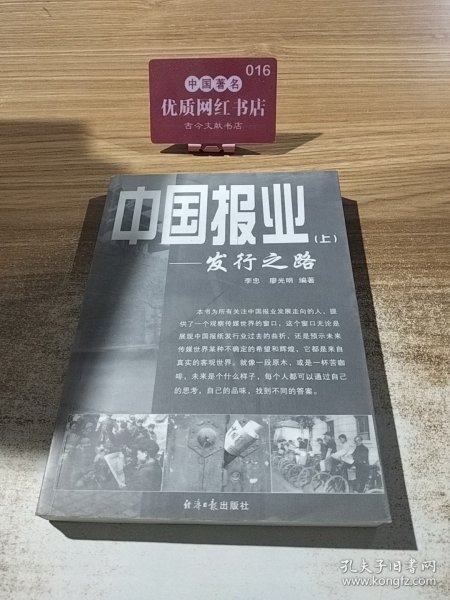 016
中国著名
优质网红书店
古今文献书店
中国报业
(上)
——发行之路
李忠 廖光明 编著
本书为所有关注中国报业发展走向的人，提
供了一个观察传媒世界的窗口，这个窗口无论是
展现中国报纸发行业过去的曲折，还是预示未来
传媒世界某种不确定的希望和辉煌，它都是来自
真实的客观世界。就像一段原木，或是一杯苦咖
啡，未来是个什么样子，每个人都可以通过自己
的思考，自己的品味，找到不同的答案。
经济日报出版社
孔夫子旧书网
www.kongfz.com